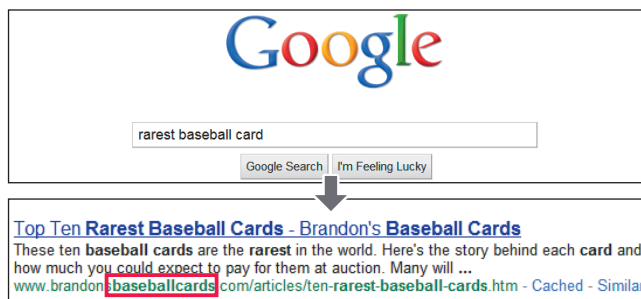 Google
rarest baseball card
Google Search I'm Feeling Lucky
Top Ten Rarest Baseball Cards - Brandon's Baseball Cards
These ten baseball cards are the rarest in the world. Here's the story behind each card and
how much you could expect to pay for them at auction. Many will ...
www.brandonsbaseballcards.com/articles/ten-rarest-baseball-cards.htm - Cached - Similar